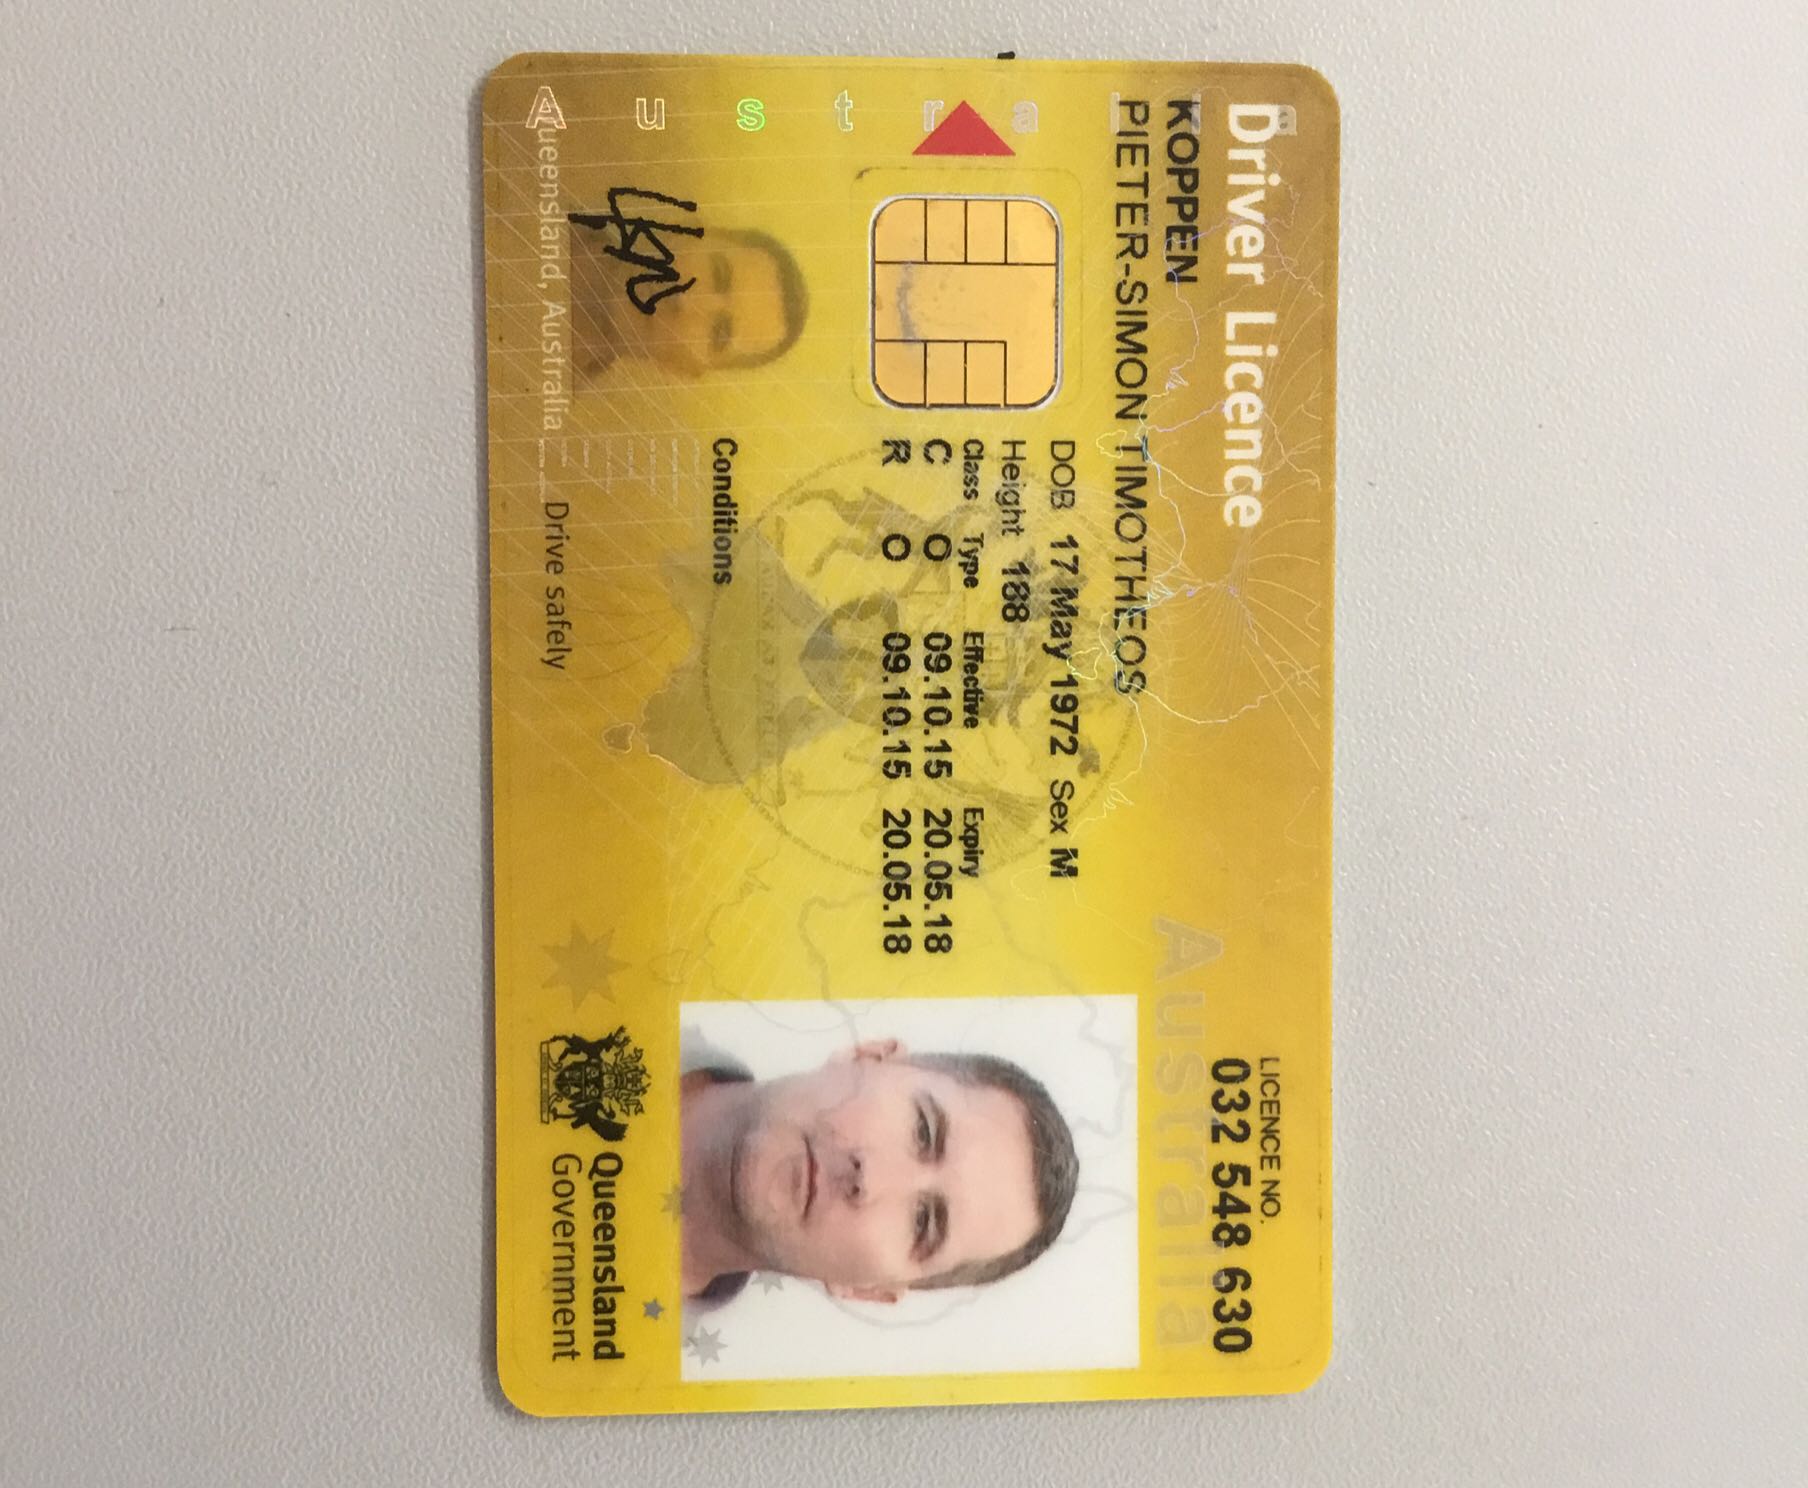 Driver Licence
LICENCE NO.
032 548 630
KOPPEN
PIETER-SIMON TIMOTHEOS
Australia
DOB 17 May 1972 Sex M
Height 188
Class Type Effective Expiry
C O 09.10.15 20.05.18
R O 09.10.15 20.05.18
Conditions
Queensland, Australia Drive safely
Queensland
Government